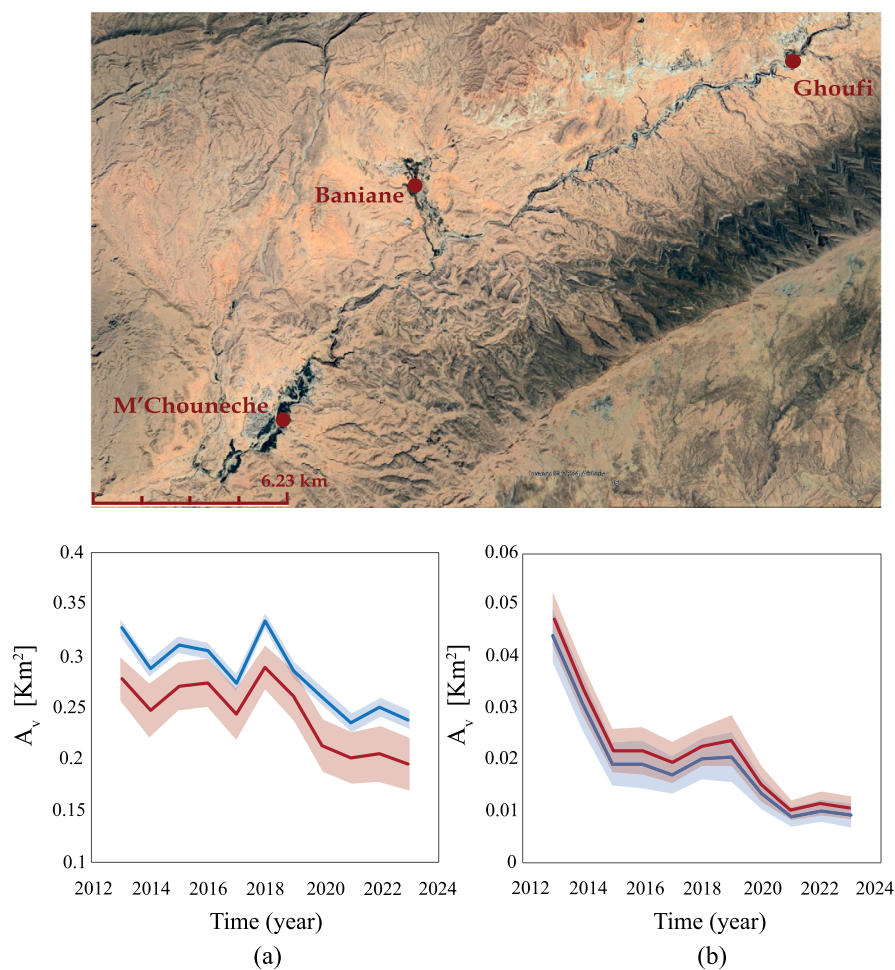 Ghoufi
Baniane
M’Chouneche
6.23 km
0.4
0.35
0.3
0.25
0.2
0.15
0.1
Aᵥ [Km²]
2012 2014 2016 2018 2020 2022 2024
Time (year)
(a)
0.06
0.05
0.04
0.03
0.02
0.01
0
Aᵥ [Km²]
2012 2014 2016 2018 2020 2022 2024
Time (year)
(b)